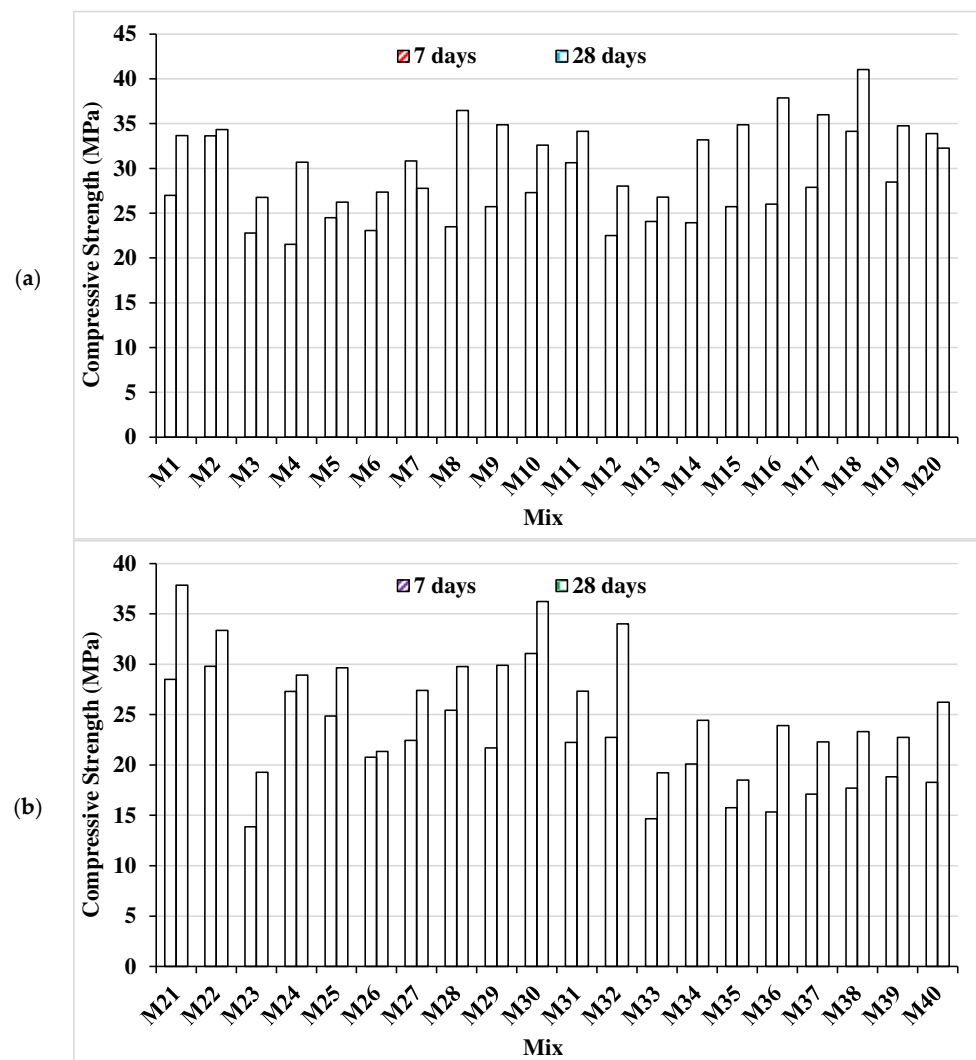 (a)
Compressive Strength (MPa)
45
40
35
30
25
20
15
10
5
0
7 days 28 days
M1 M2 M3 M4 M5 M6 M7 M8 M9 M10 M11 M12 M13 M14 M15 M16 M17 M18 M19 M20
Mix
(b)
Compressive Strength (MPa)
40
35
30
25
20
15
10
5
0
7 days 28 days
M21 M22 M23 M24 M25 M26 M27 M28 M29 M30 M31 M32 M33 M34 M35 M36 M37 M38 M39 M40
Mix